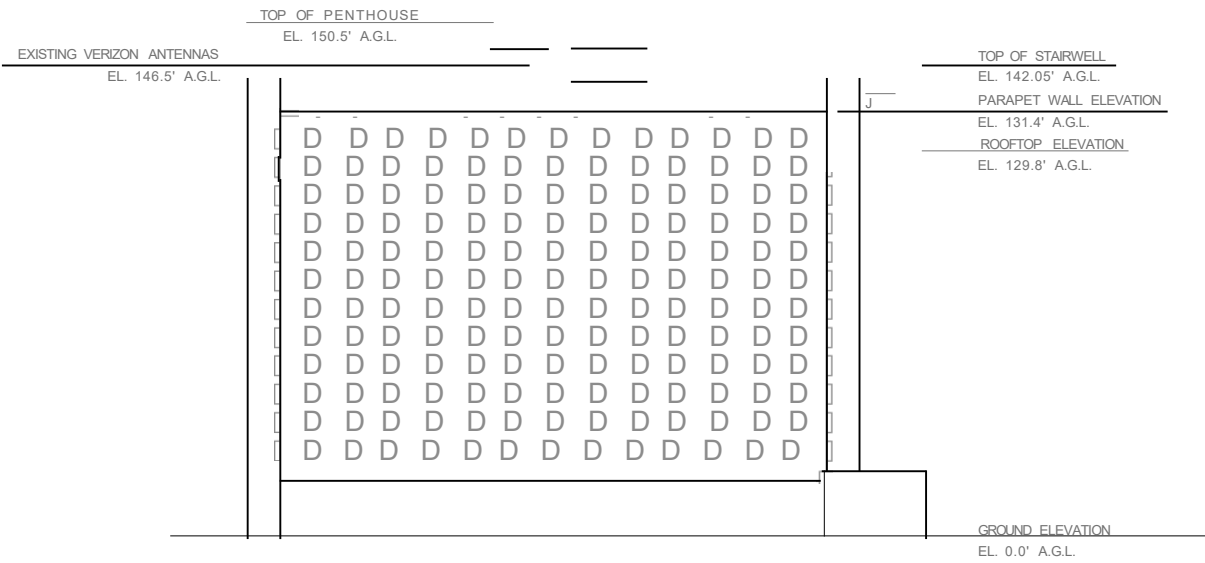 TOP OF PENTHOUSE
EL. 150.5' A.G.L.
EXISTING VERIZON ANTENNAS
EL. 146.5' A.G.L.
TOP OF STAIRWELL
EL. 142.05' A.G.L.
J
PARAPET WALL ELEVATION
EL. 131.4' A.G.L.
ROOFTOP ELEVATION
EL. 129.8' A.G.L.
D D D D D D D D D D D D D
D D D D D D D D D D D D D
D D D D D D D D D D D D D
D D D D D D D D D D D D D
D D D D D D D D D D D D D
D D D D D D D D D D D D D
D D D D D D D D D D D D D
D D D D D D D D D D D D D
D D D D D D D D D D D D D
D D D D D D D D D D D D D
D D D D D D D D D D D D D
D D D D D D D D D D D D D
GROUND ELEVATION
EL. 0.0' A.G.L.